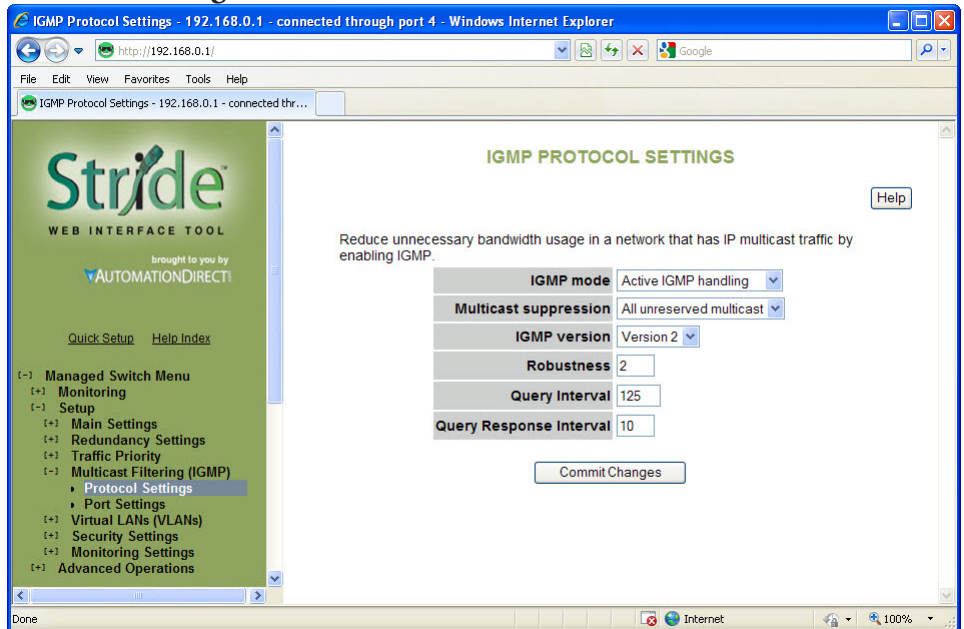 IGMP Protocol Settings - 192.168.0.1 - connected through port 4 - Windows Internet Explorer
http://192.168.0.1/
Google
File Edit View Favorites Tools Help
IGMP Protocol Settings - 192.168.0.1 - connected thr...
Stride
WEB INTERFACE TOOL
brought to you by
AUTOMATIONDIRECT
Quick Setup Help Index
[-] Managed Switch Menu
[+] Monitoring
[-] Setup
[+] Main Settings
[+] Redundancy Settings
[+] Traffic Priority
[-] Multicast Filtering (IGMP)
Protocol Settings
Port Settings
[+] Virtual LANs (VLANs)
[+] Security Settings
[+] Monitoring Settings
[+] Advanced Operations
IGMP PROTOCOL SETTINGS
Help
Reduce unnecessary bandwidth usage in a network that has IP multicast traffic by
enabling IGMP.
IGMP mode Active IGMP handling
Multicast suppression All unreserved multicast
IGMP version Version 2
Robustness 2
Query Interval 125
Query Response Interval 10
Commit Changes
Done Internet 100%